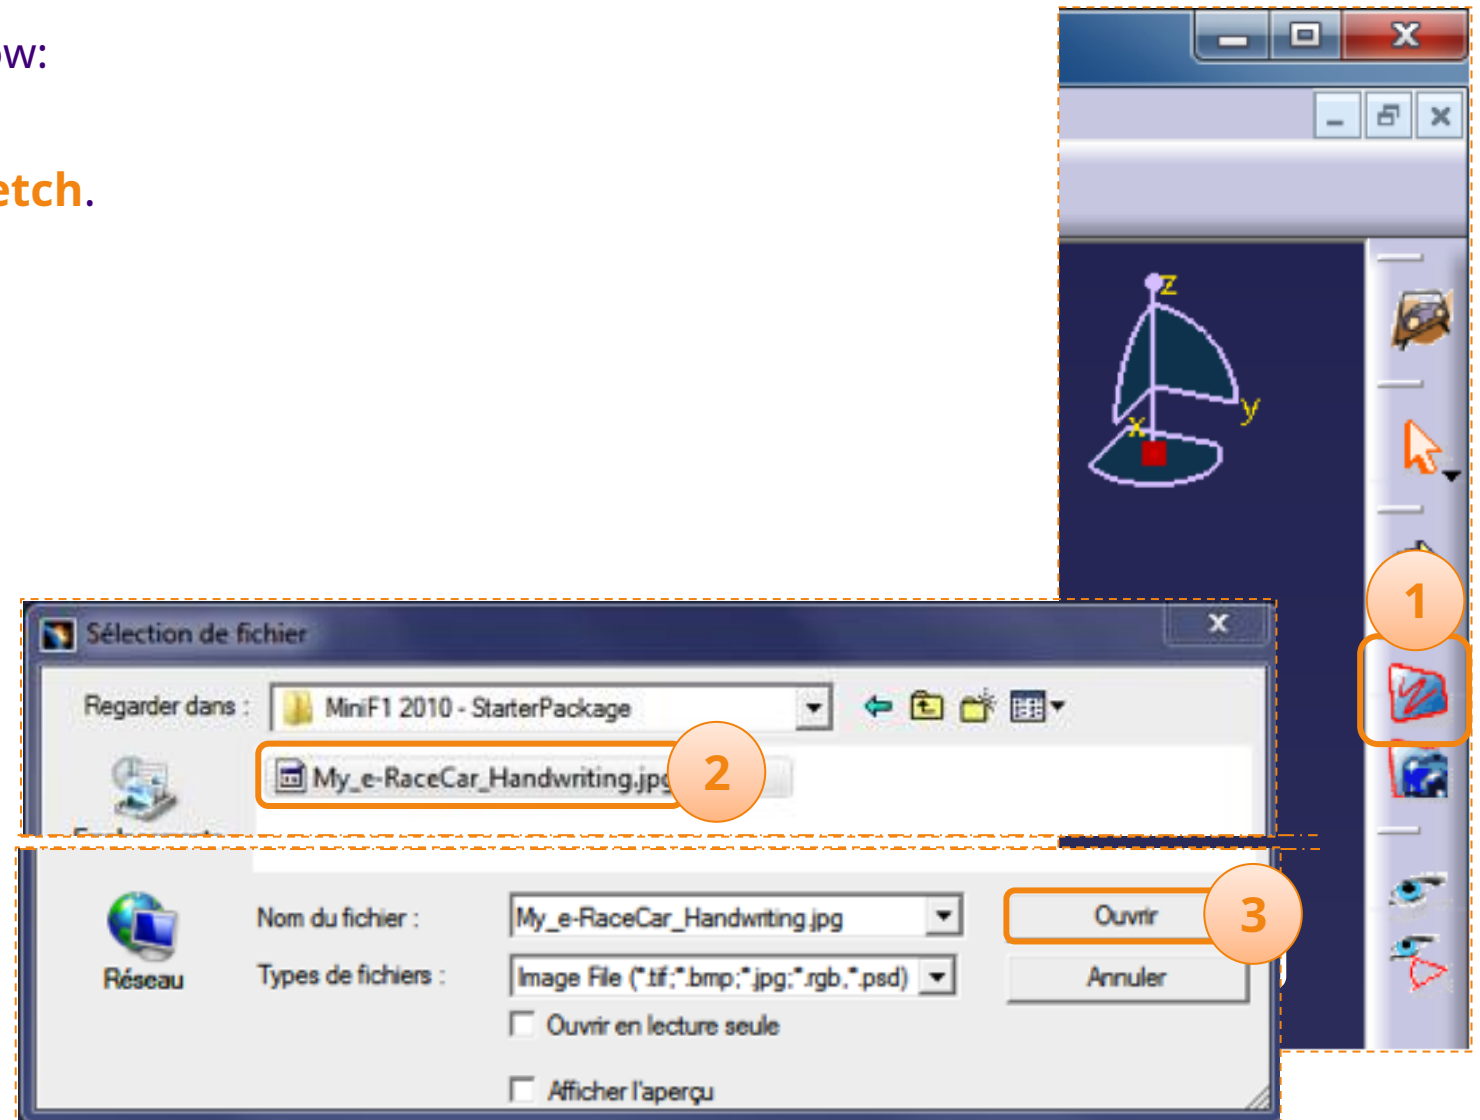 ow:
etch.
z
y
x
1
Sélection de fichier
Regarder dans :
MiniF1 2010 - StarterPackage
My_e-RaceCar_Handwriting.jpg
2
Nom du fichier :
My_e-RaceCar_Handwriting.jpg
Ouvrir
3
Réseau
Types de fichiers :
Image File (*.tif;*.bmp;*.jpg;*.rgb,*.psd)
Annuler
Ouvrir en lecture seule
Afficher l'aperçu